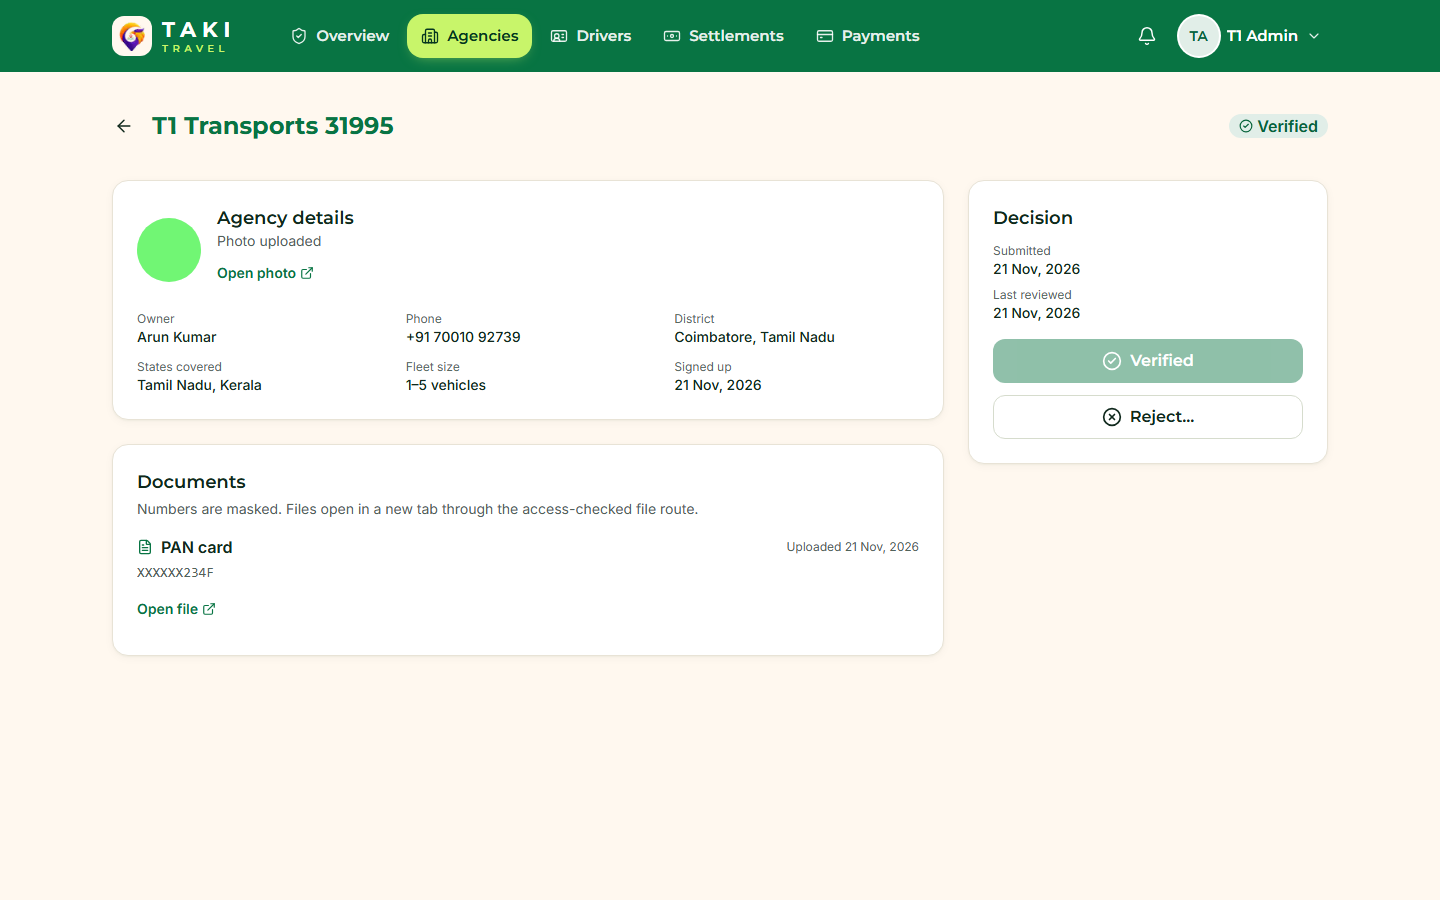 TAKI
TRAVEL
Overview
Agencies
Drivers
Settlements
Payments
TA
T1 Admin
T1 Transports 31995
Verified
Agency details
Photo uploaded
Open photo
Owner
Arun Kumar
Phone
+91 70010 92739
District
Coimbatore, Tamil Nadu
States covered
Tamil Nadu, Kerala
Fleet size
1–5 vehicles
Signed up
21 Nov, 2026
Documents
Numbers are masked. Files open in a new tab through the access-checked file route.
PAN card
Uploaded 21 Nov, 2026
XXXXXX234F
Open file
Decision
Submitted
21 Nov, 2026
Last reviewed
21 Nov, 2026
Verified
Reject...